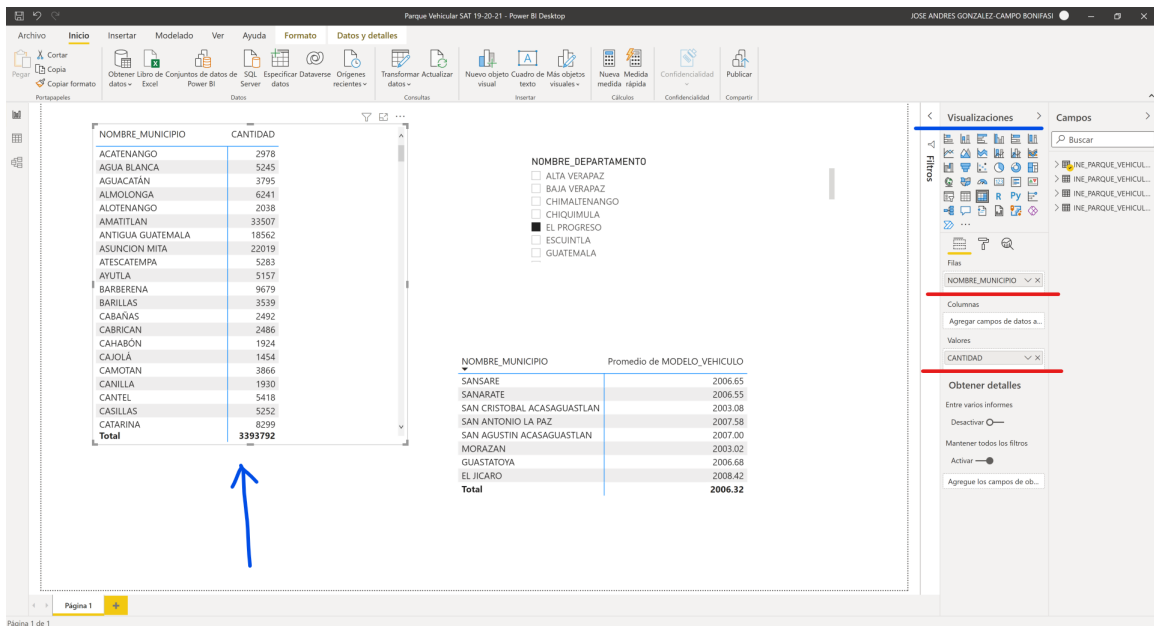 Parque Vehicular SAT 19-20-21 - Power BI Desktop
JOSE ANDRES GONZALEZ-CAMPO BONIFASI
Archivo Inicio Insertar Modelado Ver Ayuda Formato Datos y detalles
Pegar
Cortar
Copia
Copiar formato
Portapapeles
Obtener datos
Libro de Excel
Conjuntos de datos de Power BI
SQL Server
Especificar datos
Dataverse
Orígenes recientes
Datos
Transformar datos
Actualizar
Consultas
Nuevo objeto visual
Cuadro de texto
Más objetos visuales
Insertar
Nueva medida
Medida rápida
Cálculos
Confidencialidad
Confidencialidad
Publicar
Compartir
NOMBRE_MUNICIPIO CANTIDAD
ACATENANGO 2978
AGUA BLANCA 5245
AGUACATÁN 3795
ALMOLONGA 6241
ALOTENANGO 2038
AMATITLAN 33507
ANTIGUA GUATEMALA 18562
ASUNCION MITA 22019
ATESCATEMPA 5283
AYUTLA 5157
BARBERENA 9679
BARILLAS 3539
CABAÑAS 2492
CABRICAN 2486
CAHABÓN 1924
CAJOLÁ 1454
CAMOTAN 3866
CANILLA 1930
CANTEL 5418
CASILLAS 5252
CATARINA 8299
Total 3393792
NOMBRE_DEPARTAMENTO
ALTA VERAPAZ
BAJA VERAPAZ
CHIMALTENANGO
CHIQUIMULA
EL PROGRESO
ESCUINTLA
GUATEMALA
NOMBRE_MUNICIPIO Promedio de MODELO_VEHICULO
SANSARE 2006.65
SANARATE 2006.55
SAN CRISTOBAL ACASAGUASTLAN 2003.08
SAN ANTONIO LA PAZ 2007.58
SAN AGUSTIN ACASAGUASTLAN 2007.00
MORAZAN 2003.02
GUASTATOYA 2006.68
EL JICARO 2008.42
Total 2006.32
Filtros
Visualizaciones
R Py
Filas
NOMBRE_MUNICIPIO
Columnas
Agregar campos de datos a...
Valores
CANTIDAD
Obtener detalles
Entre varios informes
Desactivar
Mantener todos los filtros
Activar
Agregue los campos de ob...
Campos
Buscar
INE_PARQUE_VEHICUL...
INE_PARQUE_VEHICUL...
INE_PARQUE_VEHICUL...
INE_PARQUE_VEHICUL...
Página 1
Página 1 de 1